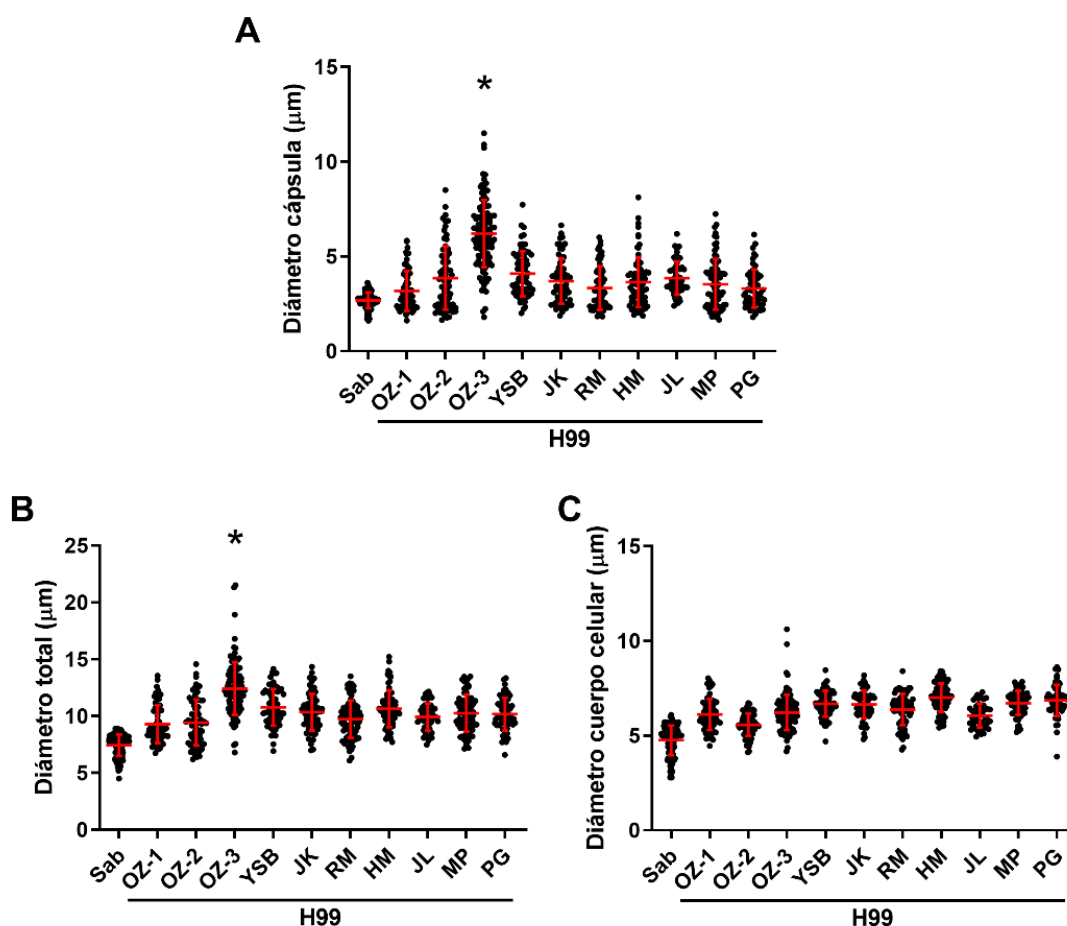 A
Diámetro cápsula (μm)
15
10
5
0
*
Sab OZ-1 OZ-2 OZ-3 YSB JK RM HM JL MP PG
H99
B
Diámetro total (μm)
25
20
15
10
5
0
*
Sab OZ-1 OZ-2 OZ-3 YSB JK RM HM JL MP PG
H99
C
Diámetro cuerpo celular (μm)
15
10
5
0
Sab OZ-1 OZ-2 OZ-3 YSB JK RM HM JL MP PG
H99